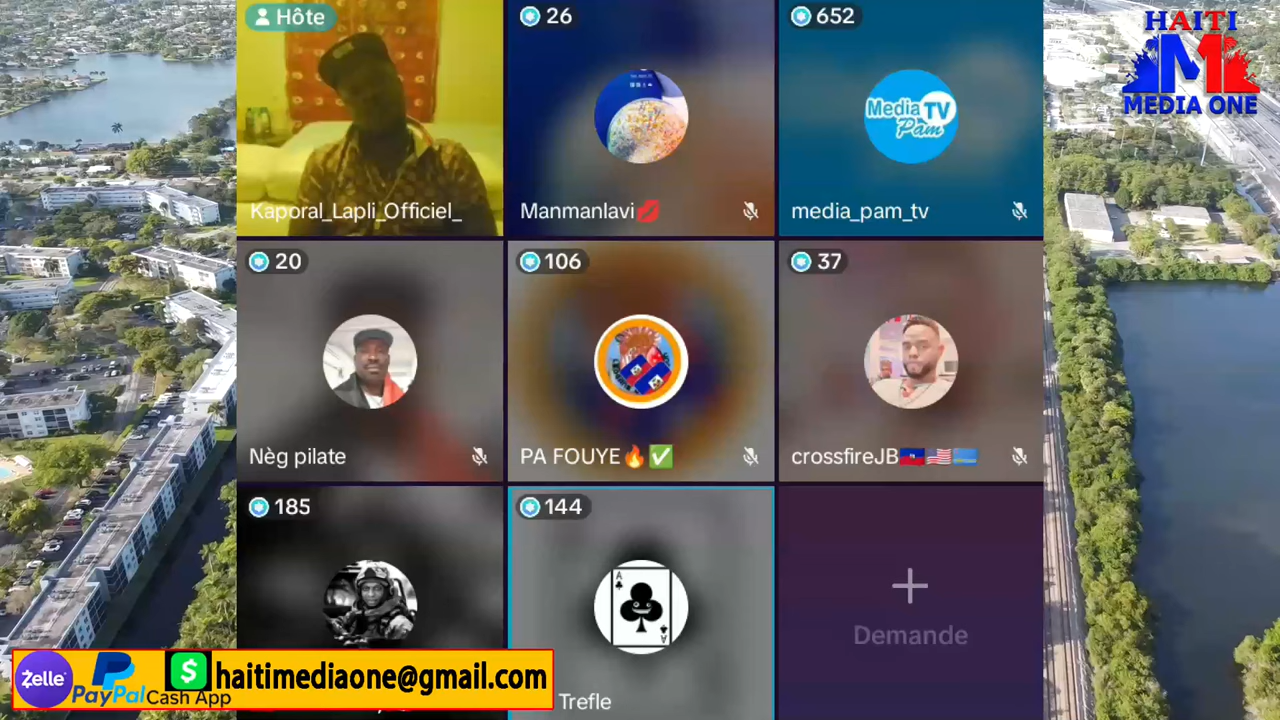 Hôte
26
652
HAITI
MEDIA ONE
Media TV
Pam
Kaporal_Lapli_Officiel_
Manmanlavi💋
media_pam_tv
20
106
37
Nèg pilate
PA FOUYE🔥✅
crossfireJB🇭🇹🇺🇸🇦🇼
185
144
A
A
Demande
Zelle
PayPal
Cash App
haitimediaone@gmail.com
Trefle